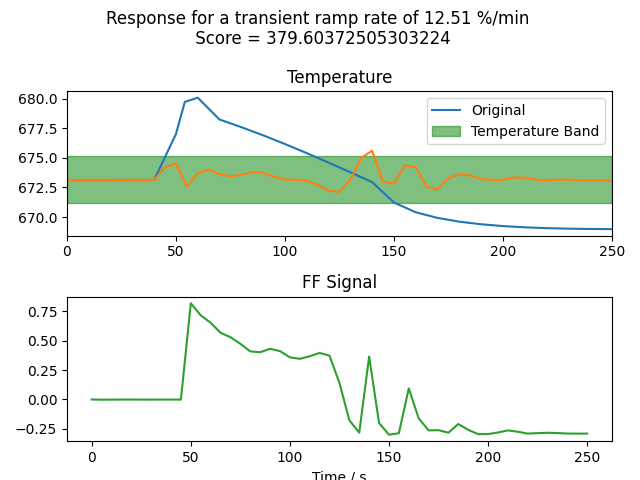 Response for a transient ramp rate of 12.51 %/min
Score = 379.60372505303224
Temperature
680.0
677.5
675.0
672.5
670.0
Original
Temperature Band
0 50 100 150 200 250
FF Signal
0.75
0.50
0.25
0.00
−0.25
0 50 100 150 200 250
Time / s